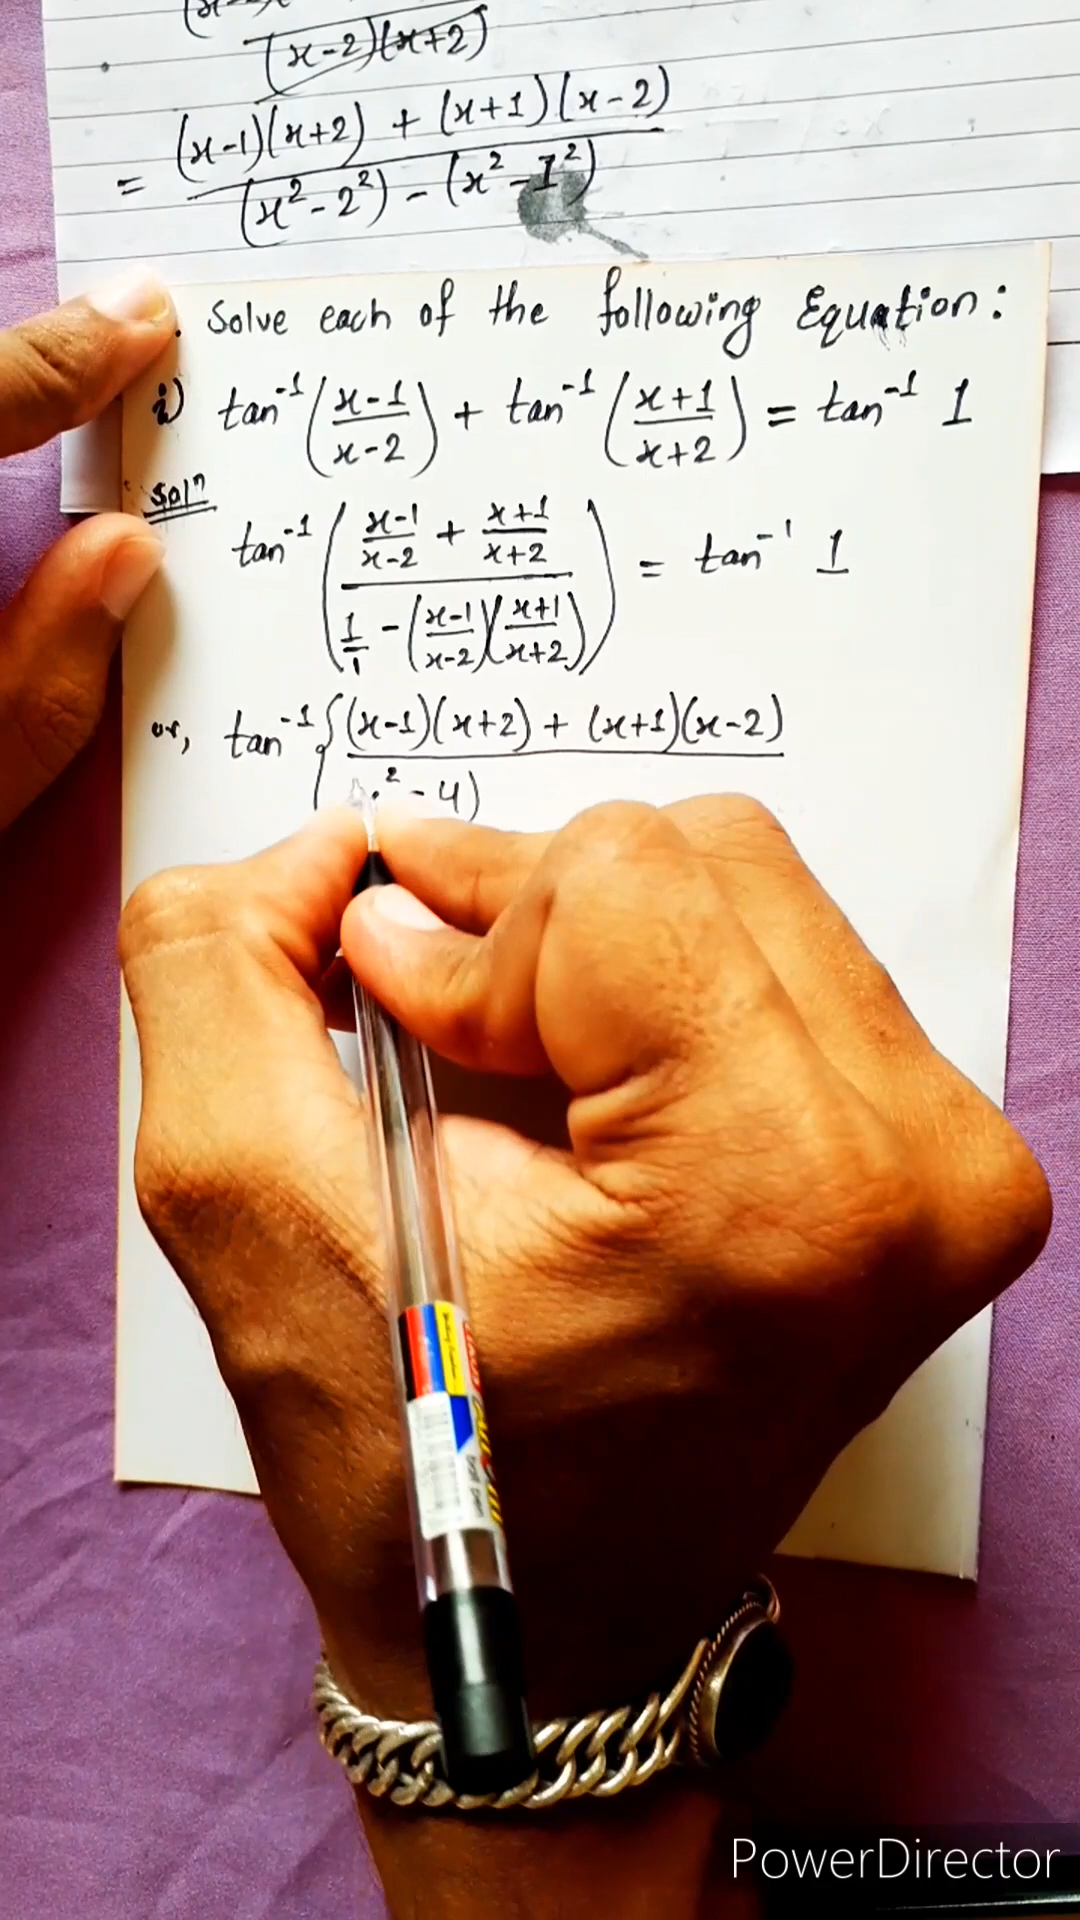 (x-2)(x+2)
= (x-1)(x+2) + (x+1)(x-2)
(x² - 2²) - (x² - 1²)
. Solve each of the following Equation:
i) tan⁻¹ (x-1/x-2) + tan⁻¹ (x+1/x+2) = tan⁻¹ 1
Solⁿ
tan⁻¹ (x-1/x-2 + x+1/x+2 / 1/1 - (x-1/x-2)(x+1/x+2)) = tan⁻¹ 1
or, tan⁻¹ { (x-1)(x+2) + (x+1)(x-2)
² - 4)
PowerDirector